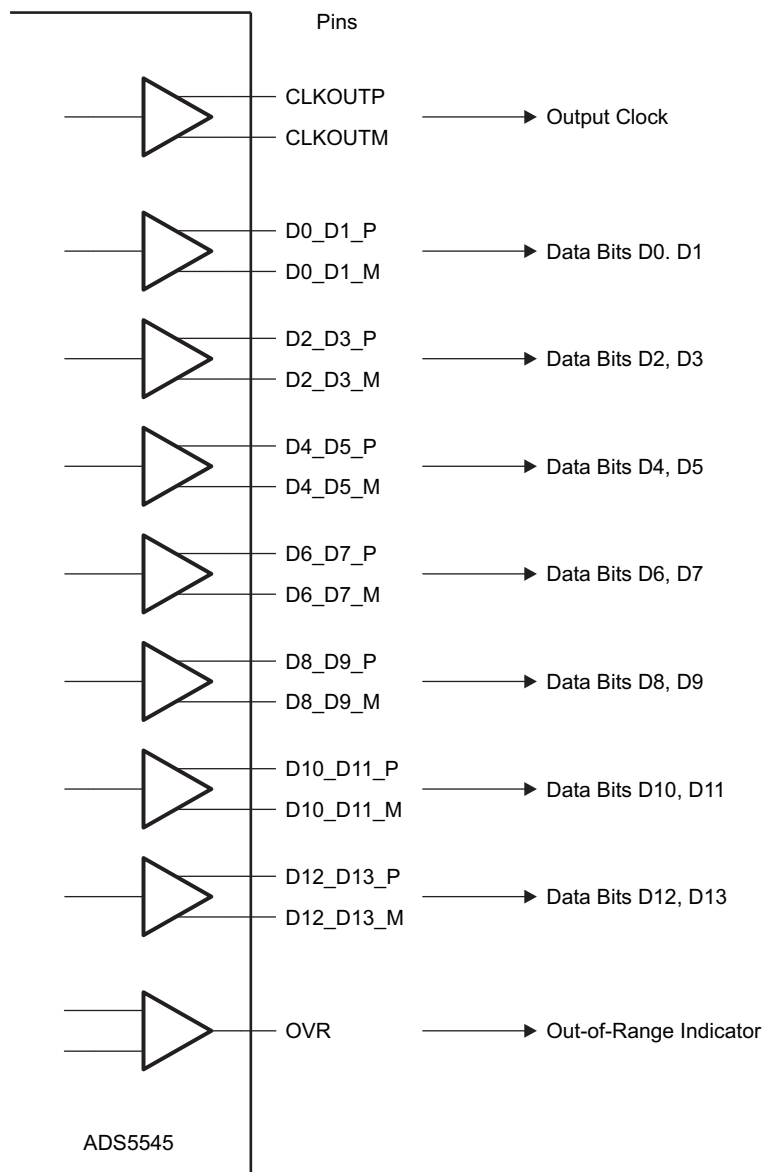 Pins
CLKOUTP
CLKOUTM
Output Clock
D0_D1_P
D0_D1_M
Data Bits D0. D1
D2_D3_P
D2_D3_M
Data Bits D2, D3
D4_D5_P
D4_D5_M
Data Bits D4, D5
D6_D7_P
D6_D7_M
Data Bits D6, D7
D8_D9_P
D8_D9_M
Data Bits D8, D9
D10_D11_P
D10_D11_M
Data Bits D10, D11
D12_D13_P
D12_D13_M
Data Bits D12, D13
OVR
Out-of-Range Indicator
ADS5545